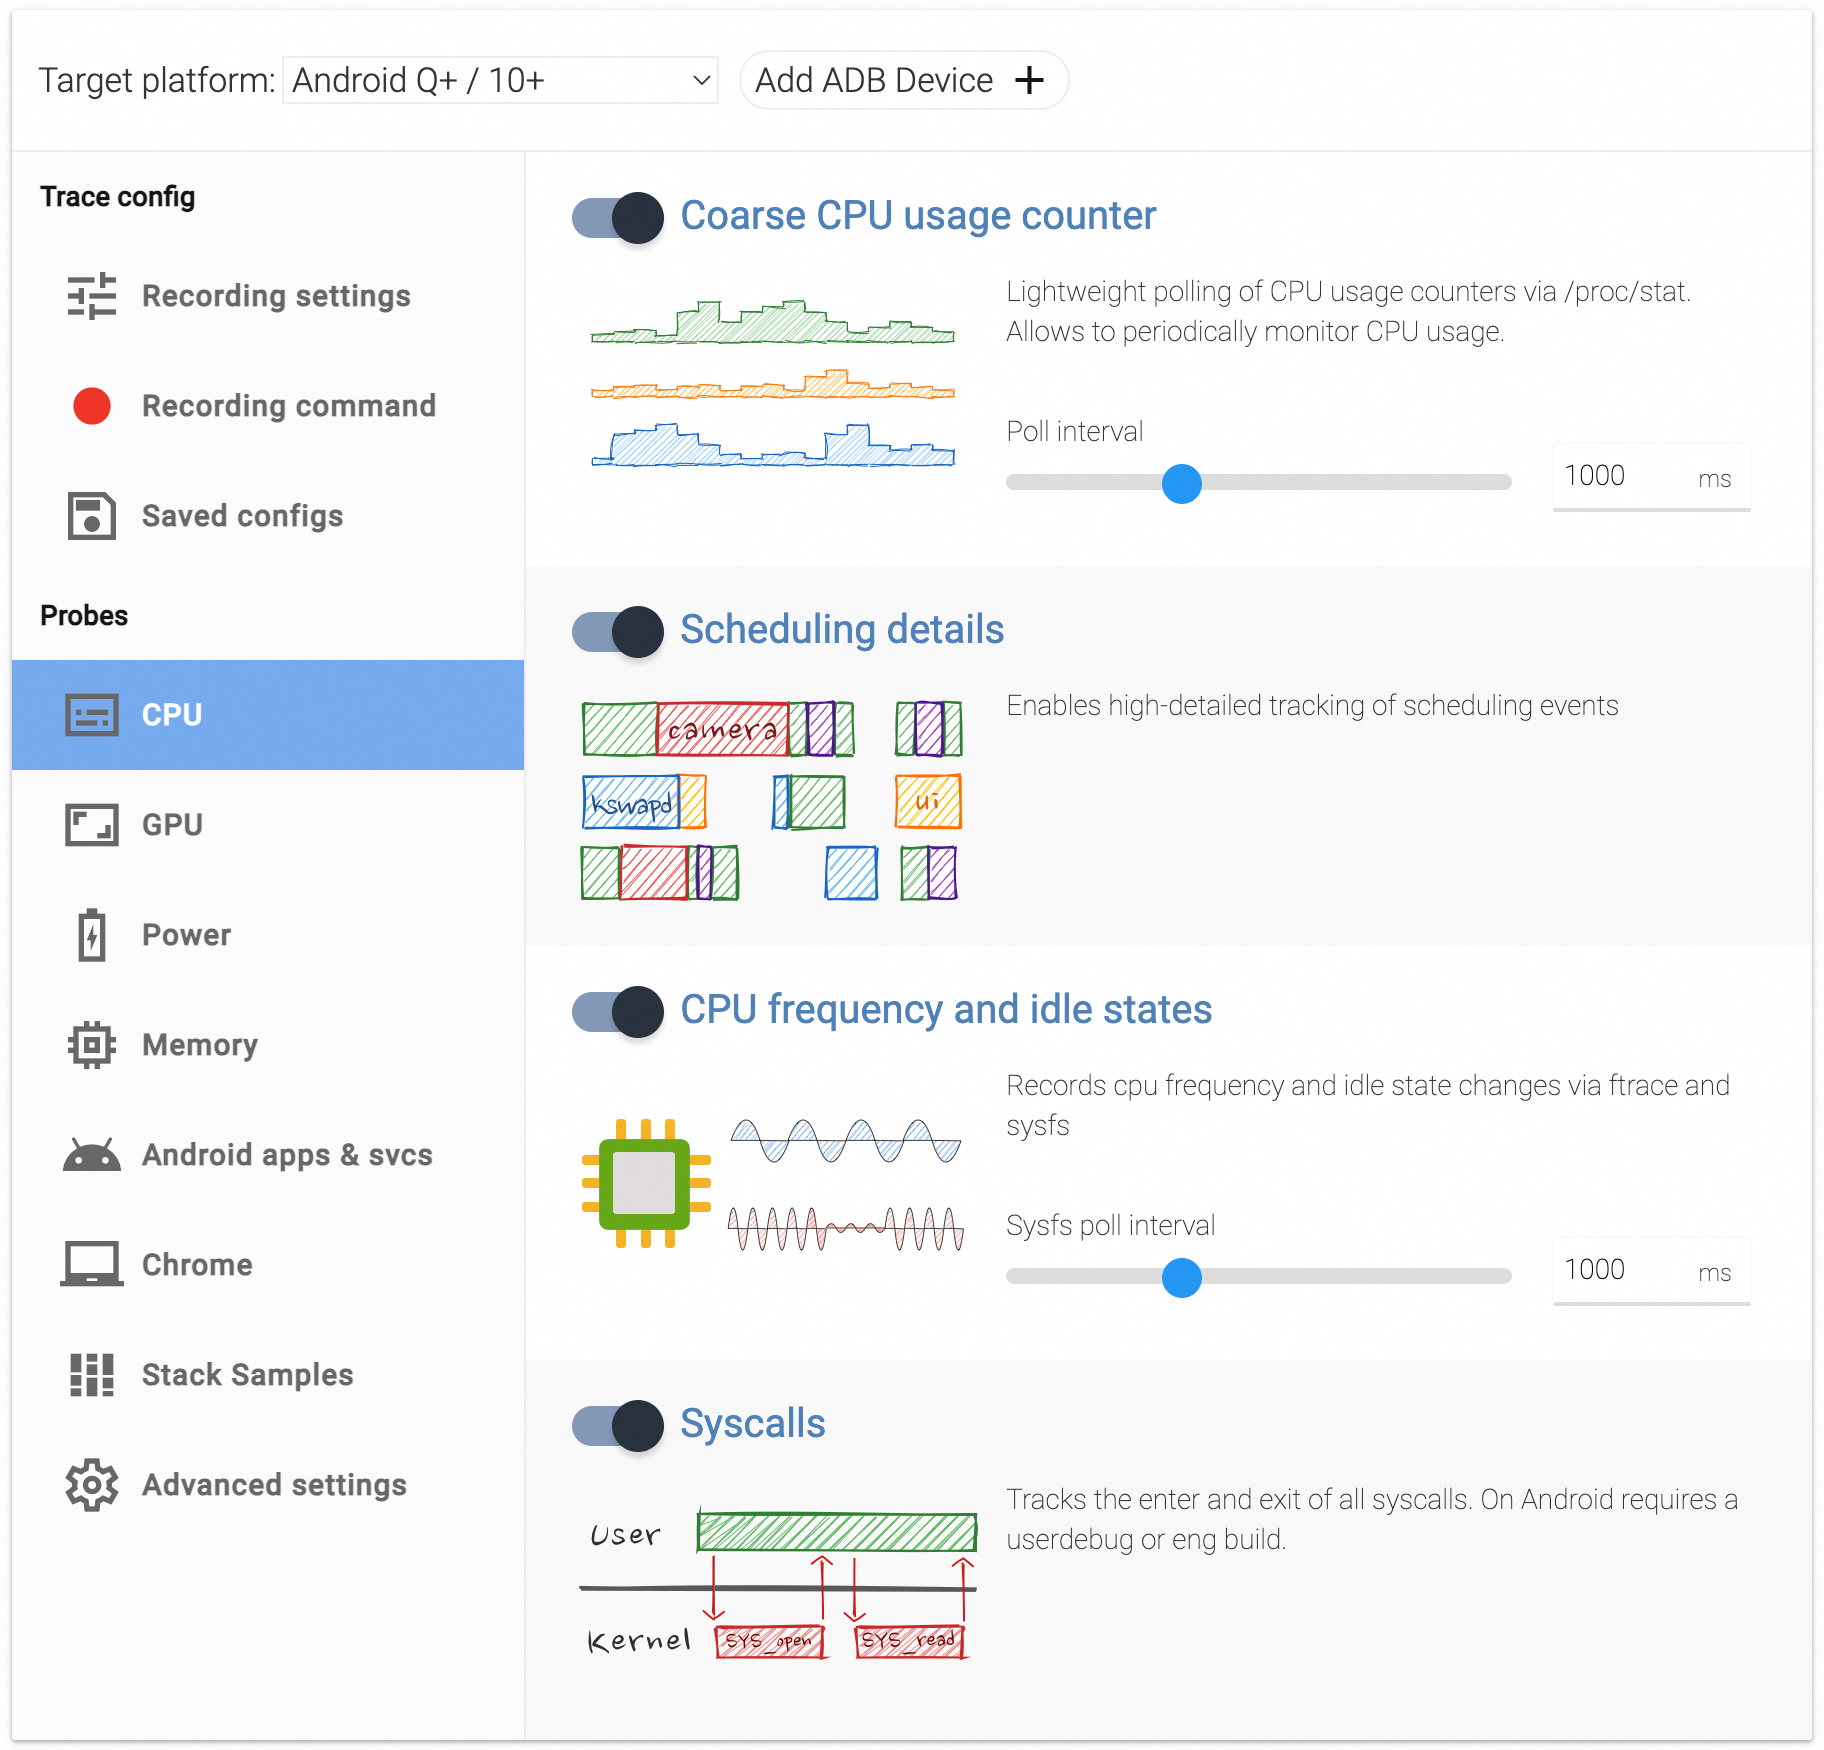 Target platform: Android Q+ / 10+ Add ADB Device
Trace config
Recording settings
Recording command
Saved configs
Probes
CPU
GPU
Power
Memory
Android apps & svcs
Chrome
Stack Samples
Advanced settings
Coarse CPU usage counter
Lightweight polling of CPU usage counters via /proc/stat.
Allows to periodically monitor CPU usage.
Poll interval
1000 ms
Scheduling details
camera
kswapd
ui
Enables high-detailed tracking of scheduling events
CPU frequency and idle states
Records cpu frequency and idle state changes via ftrace and
sysfs
Sysfs poll interval
1000 ms
Syscalls
User
Kernel SYS_open SYS_read
Tracks the enter and exit of all syscalls. On Android requires a
userdebug or eng build.